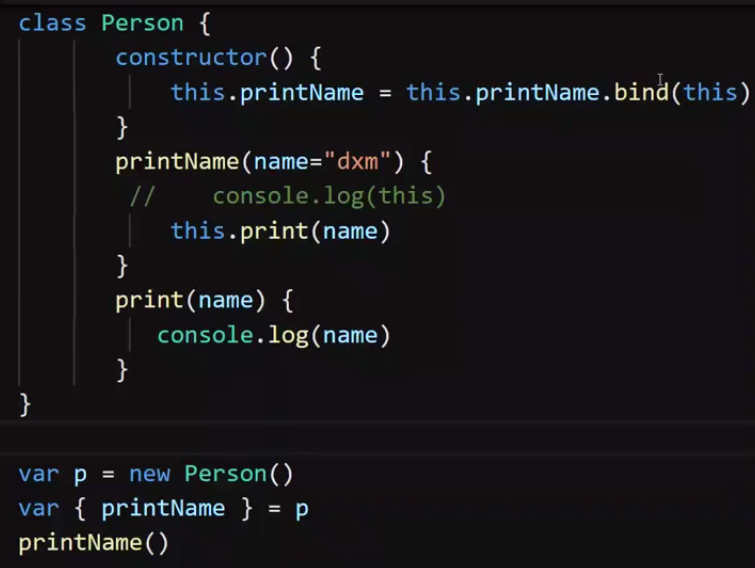 class Person {
constructor() {
this.printName = this.printName.bind(this)
}
printName(name="dxm") {
// console.log(this)
this.print(name)
}
print(name) {
console.log(name)
}
}
var p = new Person()
var { printName } = p
printName()